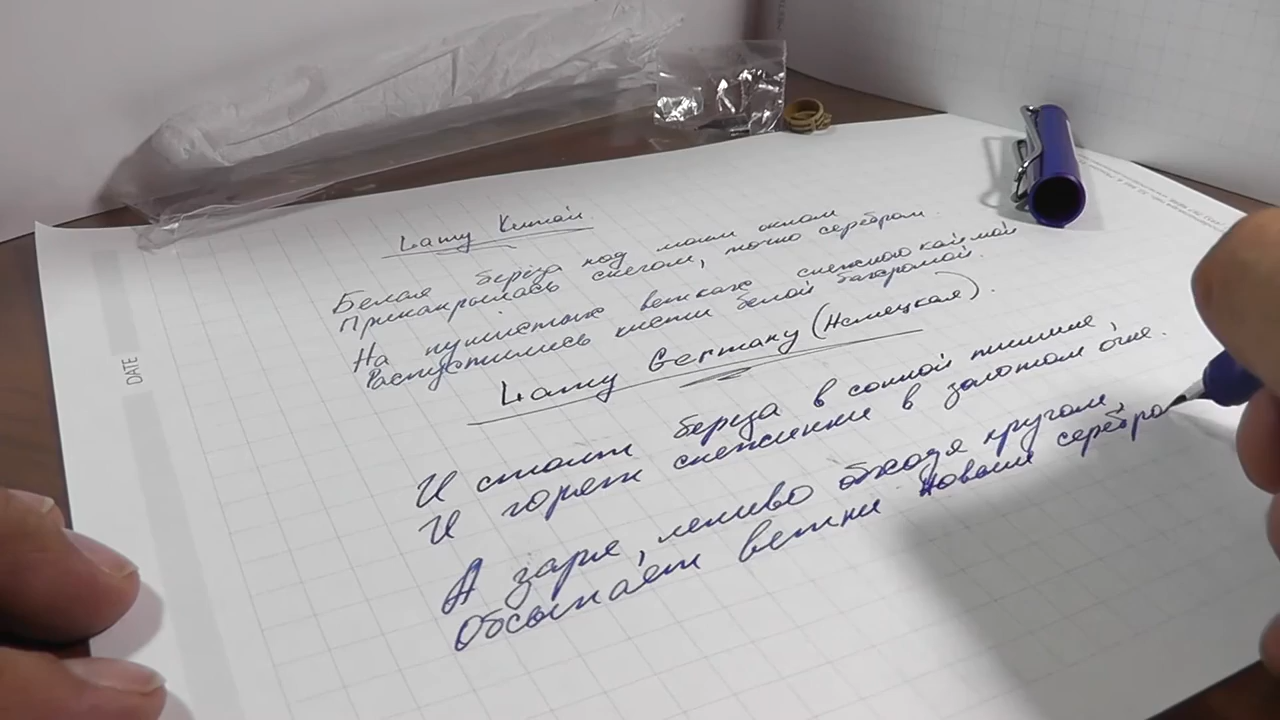 Lamy Китай
Белая берёза под моим окном
Принакрылась снегом, точно серебром.
На пушистых ветках снежною каймой
Распустились кисти белой бахромой.
Lamy Germany (Немецкая).
И стоит береза в сонной тишине,
И горят снежинки в золотом огне.
А заря, лениво обходя кругом,
Обсыпает ветки новым серебром
DATE